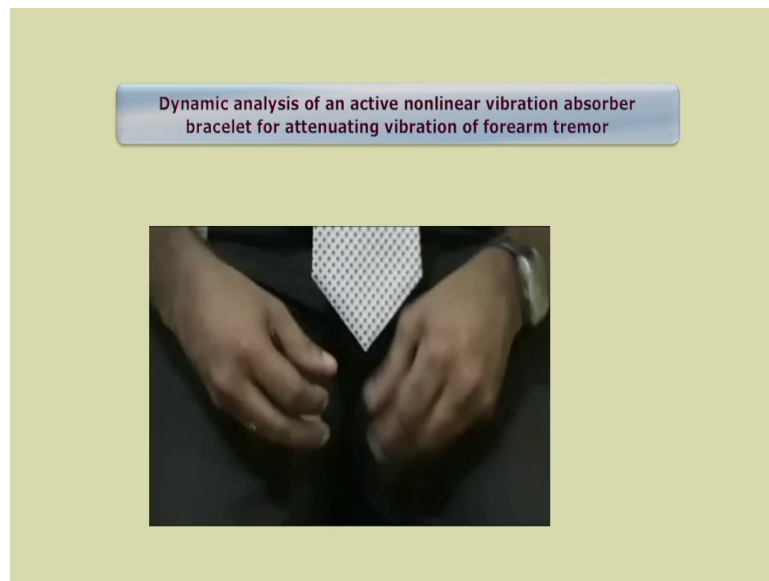 Dynamic analysis of an active nonlinear vibration absorber
bracelet for attenuating vibration of forearm tremor